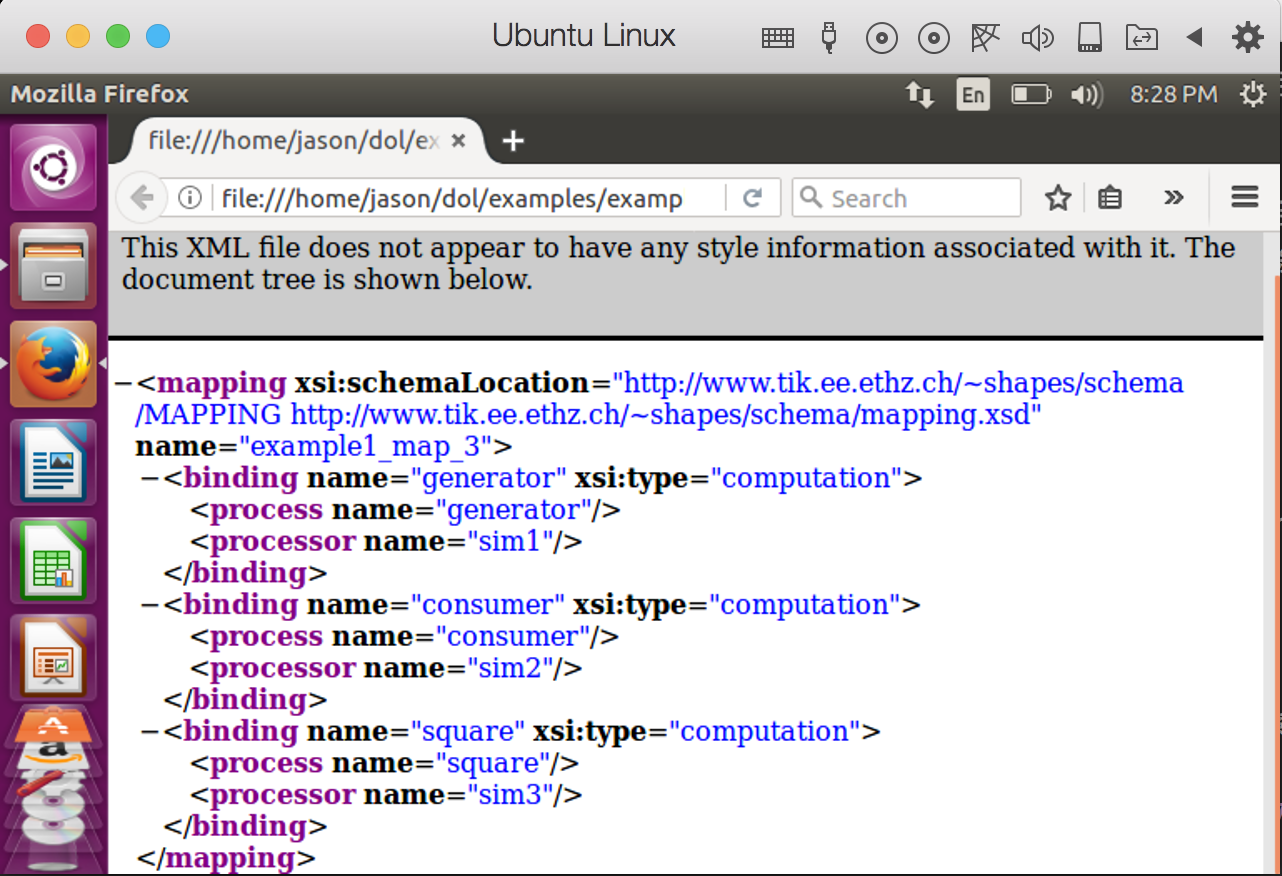 Ubuntu Linux
Mozilla Firefox
En
8:28 PM
file:///home/jason/dol/ex
file:///home/jason/dol/examples/examp
Search
This XML file does not appear to have any style information associated with it. The
document tree is shown below.
−<mapping xsi:schemaLocation="http://www.tik.ee.ethz.ch/~shapes/schema
/MAPPING http://www.tik.ee.ethz.ch/~shapes/schema/mapping.xsd"
name="example1_map_3">
−<binding name="generator" xsi:type="computation">
<process name="generator"/>
<processor name="sim1"/>
</binding>
−<binding name="consumer" xsi:type="computation">
<process name="consumer"/>
<processor name="sim2"/>
</binding>
−<binding name="square" xsi:type="computation">
<process name="square"/>
<processor name="sim3"/>
</binding>
</mapping>